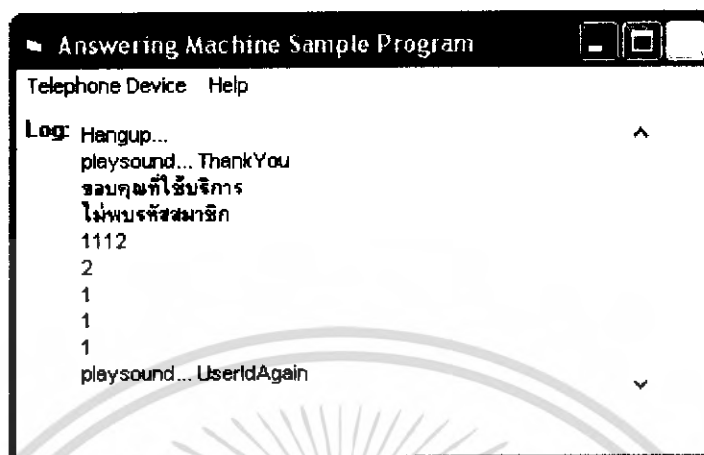 Answering Machine Sample Program
Telephone Device Help
Log: Hangup...
playsound... ThankYou
ขอบคุณที่ใช้บริการ
ไม่พบรหัสสมาชิก
1112
2
1
1
1
playsound... UserIdAgain